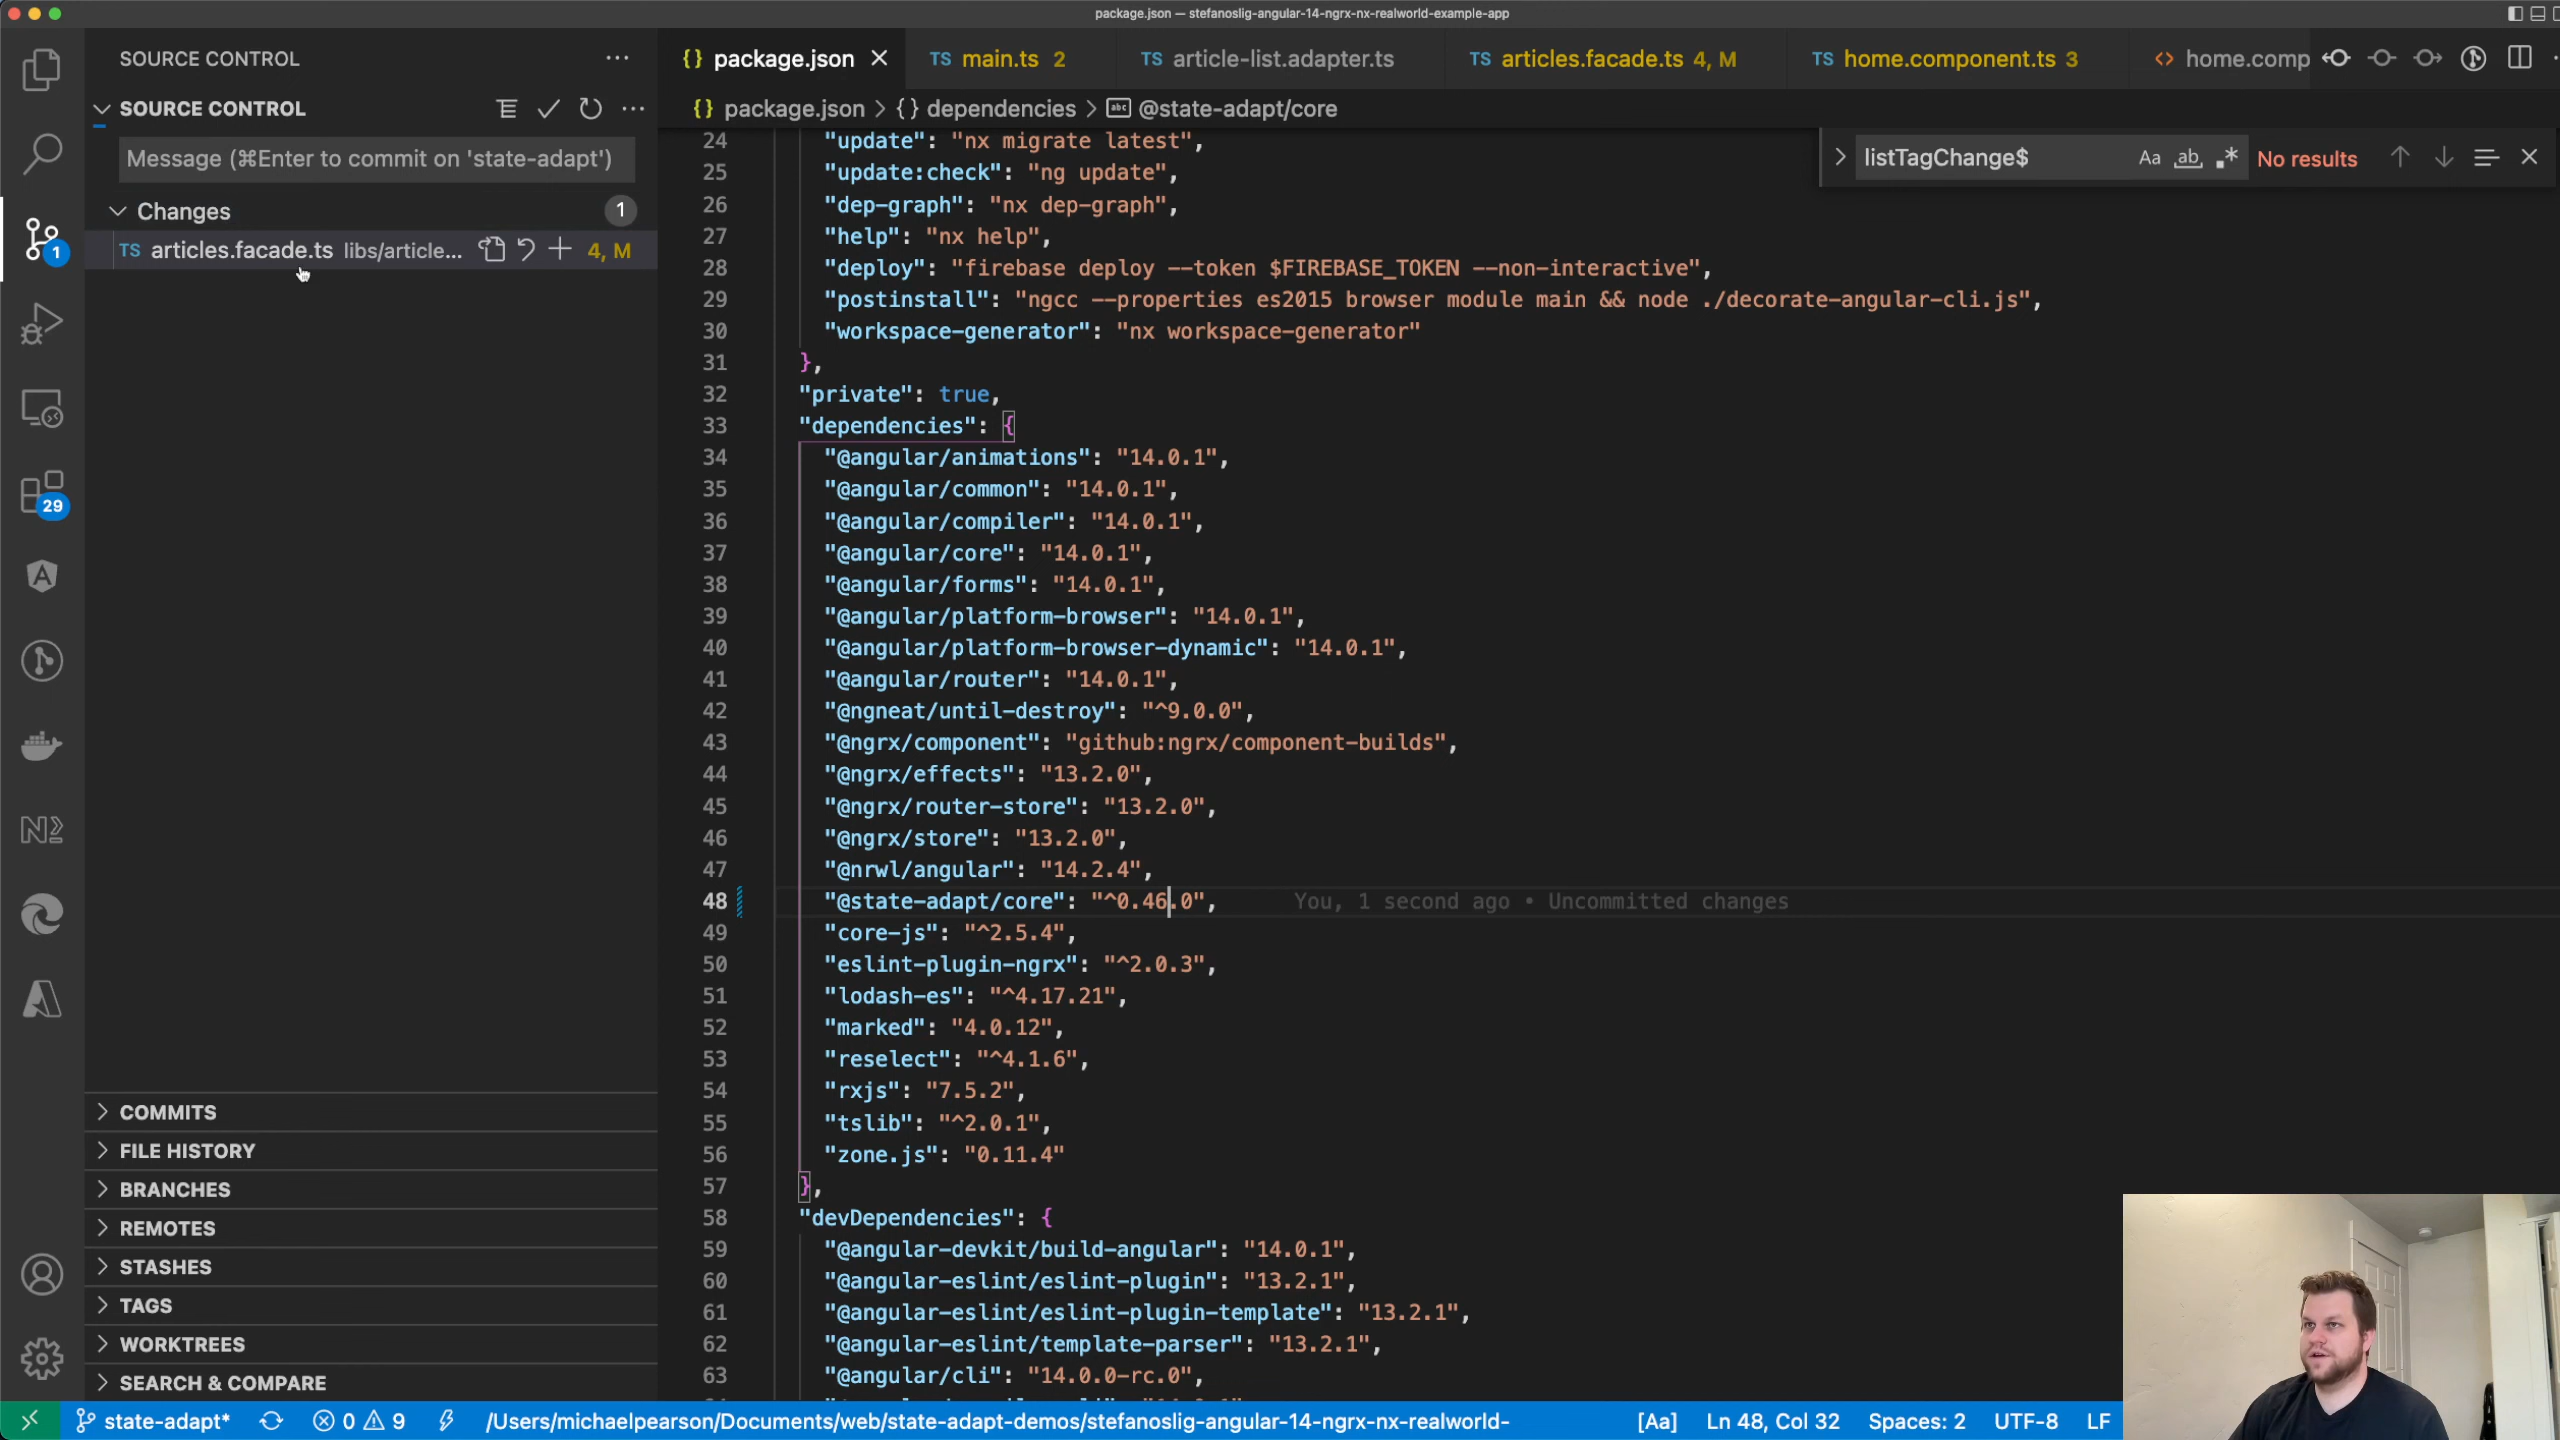 package.json — stefanoslig-angular-14-ngrx-nx-realworld-example-app
SOURCE CONTROL
{} package.json
TS main.ts 2
TS article-list.adapter.ts
TS articles.facade.ts 4, M
TS home.component.ts 3
<> home.comp
SOURCE CONTROL
{} package.json > {} dependencies > abc @state-adapt/core
Message (⌘Enter to commit on 'state-adapt')
listTagChange$ Aa ab .* No results
Changes 1
TS articles.facade.ts libs/article... 4, M
1
29
24 "update": "nx migrate latest",
25 "update:check": "ng update",
26 "dep-graph": "nx dep-graph",
27 "help": "nx help",
28 "deploy": "firebase deploy --token $FIREBASE_TOKEN --non-interactive",
29 "postinstall": "ngcc --properties es2015 browser module main && node ./decorate-angular-cli.js",
30 "workspace-generator": "nx workspace-generator"
31 },
32 "private": true,
33 "dependencies": {
34 "@angular/animations": "14.0.1",
35 "@angular/common": "14.0.1",
36 "@angular/compiler": "14.0.1",
37 "@angular/core": "14.0.1",
38 "@angular/forms": "14.0.1",
39 "@angular/platform-browser": "14.0.1",
40 "@angular/platform-browser-dynamic": "14.0.1",
41 "@angular/router": "14.0.1",
42 "@ngneat/until-destroy": "^9.0.0",
43 "@ngrx/component": "github:ngrx/component-builds",
44 "@ngrx/effects": "13.2.0",
45 "@ngrx/router-store": "13.2.0",
46 "@ngrx/store": "13.2.0",
47 "@nrwl/angular": "14.2.4",
48 "@state-adapt/core": "^0.46.0", You, 1 second ago • Uncommitted changes
49 "core-js": "^2.5.4",
50 "eslint-plugin-ngrx": "^2.0.3",
51 "lodash-es": "^4.17.21",
52 "marked": "4.0.12",
53 "reselect": "^4.1.6",
54 "rxjs": "7.5.2",
55 "tslib": "^2.0.1",
56 "zone.js": "0.11.4"
57 },
58 "devDependencies": {
59 "@angular-devkit/build-angular": "14.0.1",
60 "@angular-eslint/eslint-plugin": "13.2.1",
61 "@angular-eslint/eslint-plugin-template": "13.2.1",
62 "@angular-eslint/template-parser": "13.2.1",
63 "@angular/cli": "14.0.0-rc.0",
COMMITS
FILE HISTORY
BRANCHES
REMOTES
STASHES
TAGS
WORKTREES
SEARCH & COMPARE
state-adapt* 0 9 /Users/michaelpearson/Documents/web/state-adapt-demos/stefanoslig-angular-14-ngrx-nx-realworld- [Aa] Ln 48, Col 32 Spaces: 2 UTF-8 LF